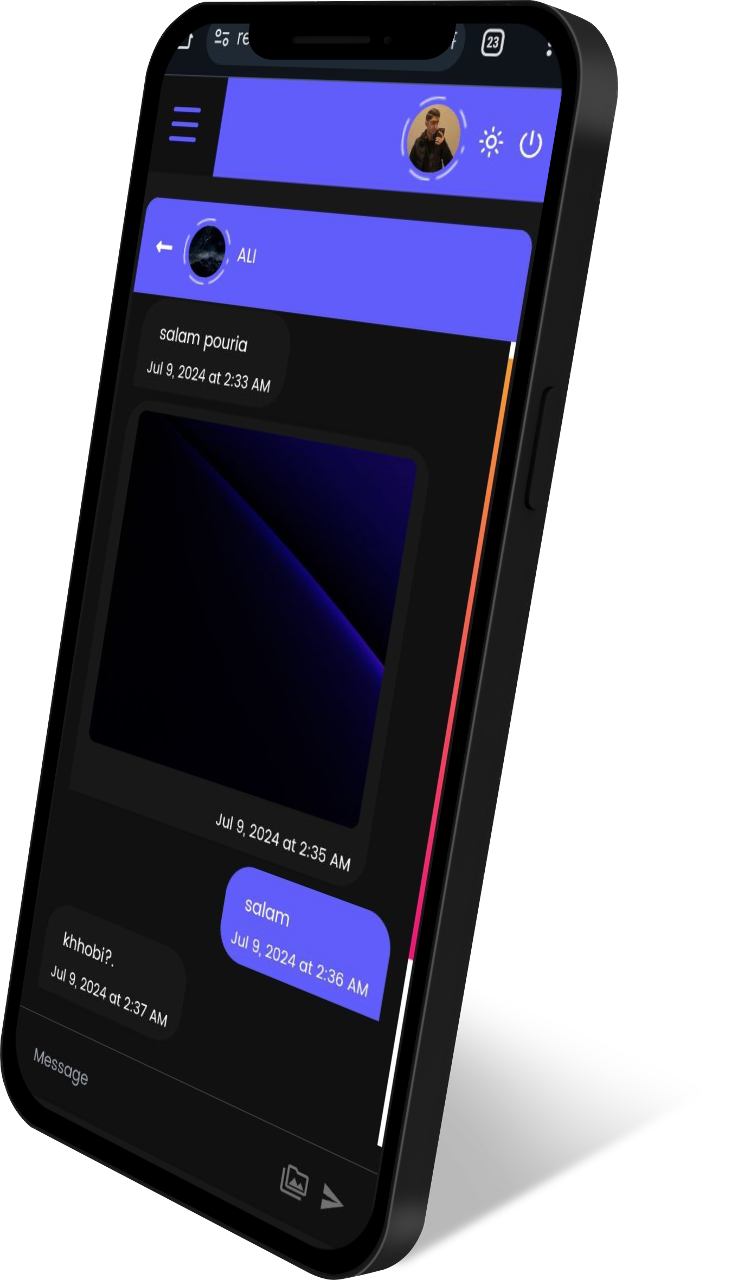 re
23
ALI
salam pouria
Jul 9, 2024 at 2:33 AM
Jul 9, 2024 at 2:35 AM
salam
Jul 9, 2024 at 2:36 AM
khhobi?.
Jul 9, 2024 at 2:37 AM
Message